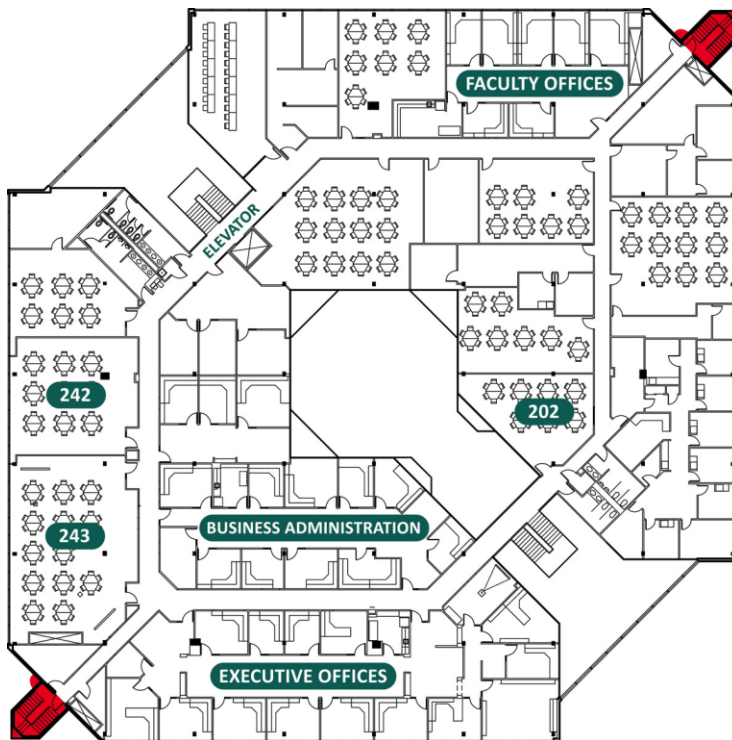 FACULTY OFFICES
ELEVATOR
242
202
243
BUSINESS ADMINISTRATION
EXECUTIVE OFFICES